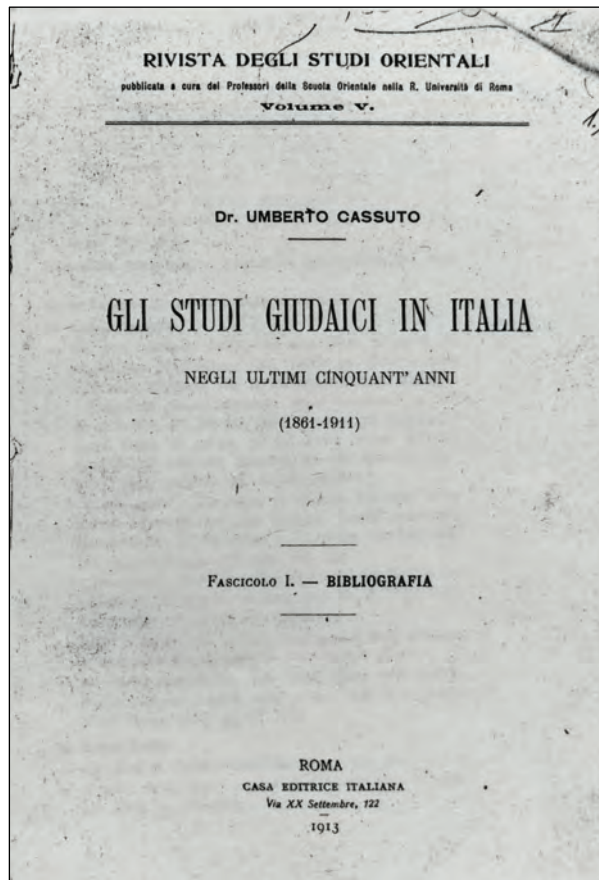 RIVISTA DEGLI STUDI ORIENTALI
pubblicata a cura dei Professori della Scuola Orientale nella R. Università di Roma
Volume V.
Dr. UMBERTO CASSUTO
GLI STUDI GIUDAICI IN ITALIA
NEGLI ULTIMI CINQUANT' ANNI
(1861-1911)
FASCICOLO I. — BIBLIOGRAFIA
ROMA
CASA EDITRICE ITALIANA
Via XX Settembre, 122
1913